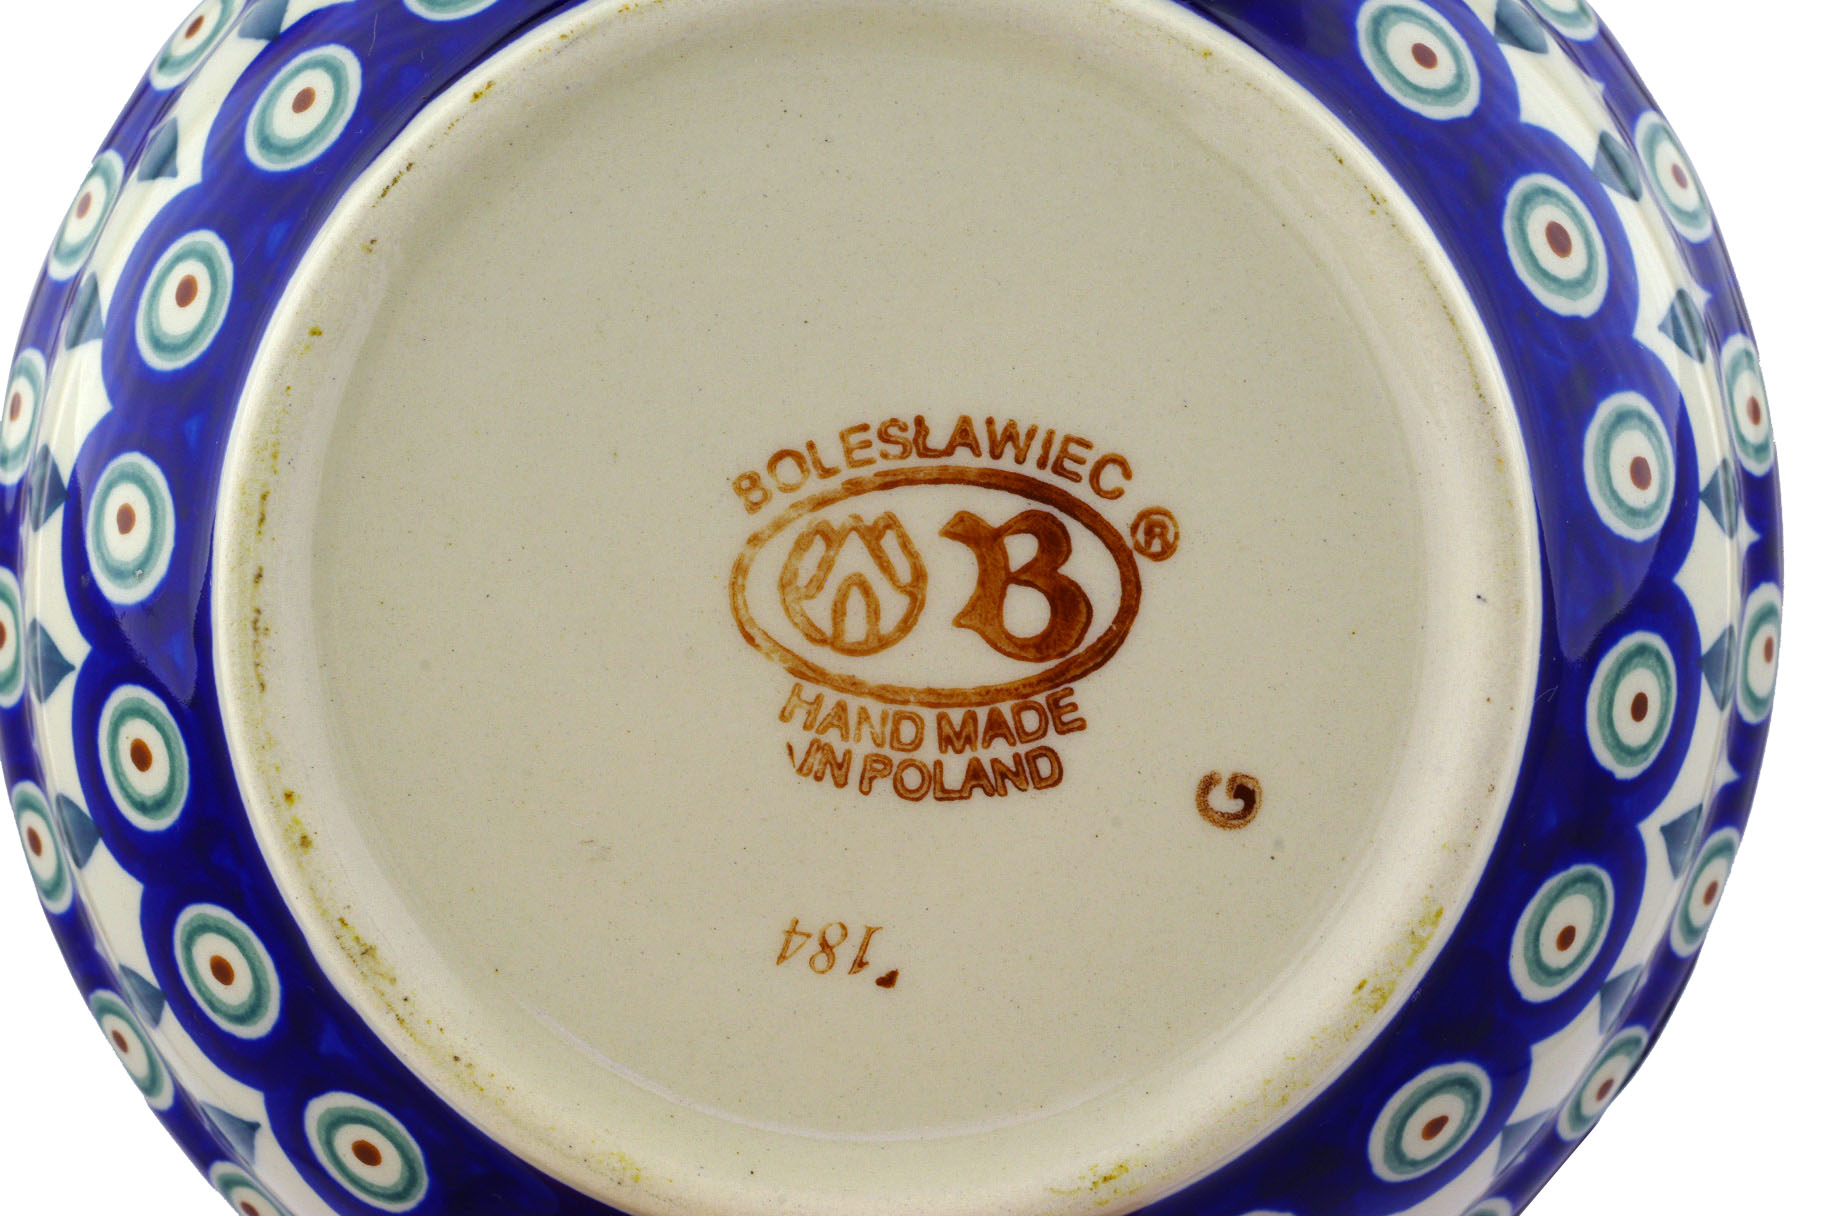 BOLESŁAWIEC
B ®
HAND MADE
IN POLAND
G
184